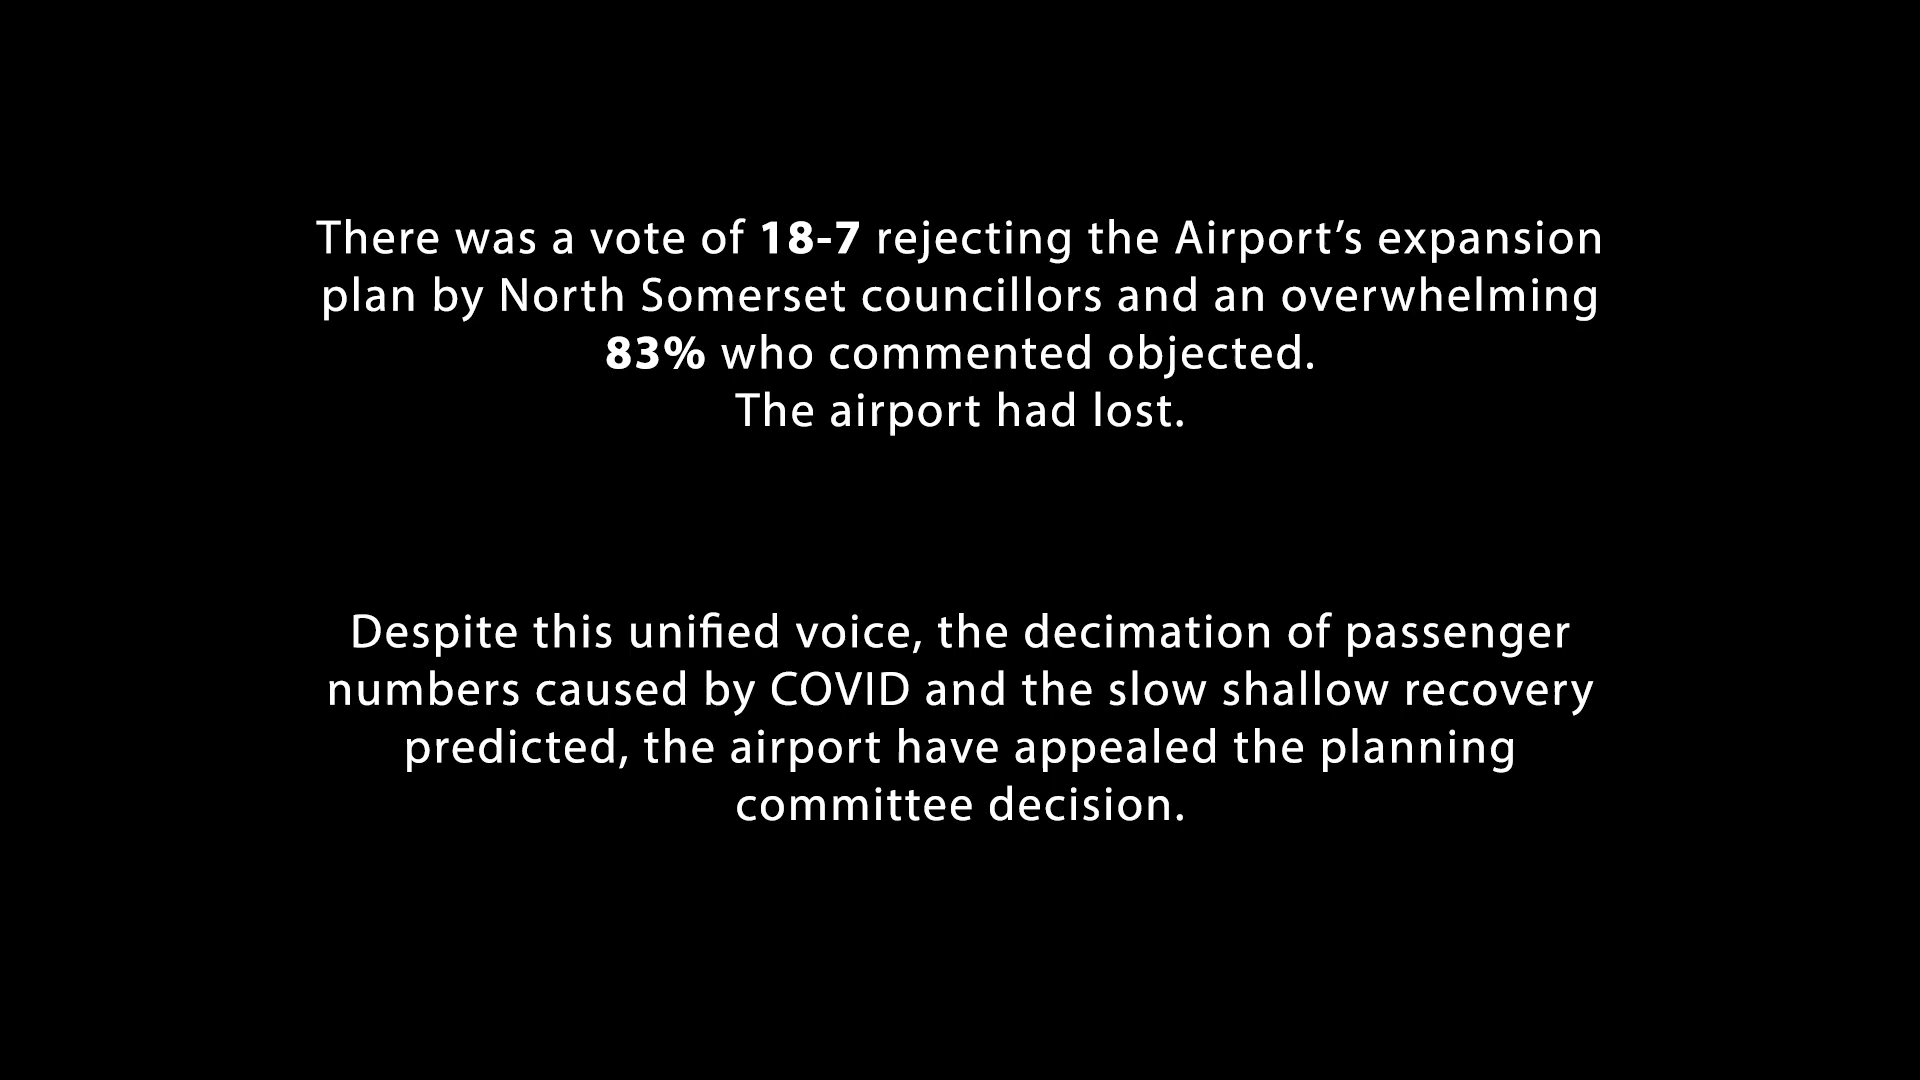 There was a vote of 18-7 rejecting the Airport’s expansion
plan by North Somerset councillors and an overwhelming
83% who commented objected.
The airport had lost.
Despite this unified voice, the decimation of passenger
numbers caused by COVID and the slow shallow recovery
predicted, the airport have appealed the planning
committee decision.